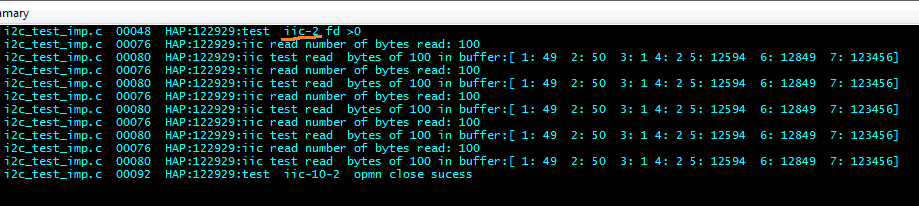 mmary
i2c_test_imp.c 00048 HAP:122929:test iic-2 fd >0
i2c_test_imp.c 00076 HAP:122929:iic read number of bytes read: 100
i2c_test_imp.c 00080 HAP:122929:iic test read bytes of 100 in buffer:[ 1: 49 2: 50 3: 1 4: 2 5: 12594 6: 12849 7: 123456]
i2c_test_imp.c 00076 HAP:122929:iic read number of bytes read: 100
i2c_test_imp.c 00080 HAP:122929:iic test read bytes of 100 in buffer:[ 1: 49 2: 50 3: 1 4: 2 5: 12594 6: 12849 7: 123456]
i2c_test_imp.c 00076 HAP:122929:iic read number of bytes read: 100
i2c_test_imp.c 00080 HAP:122929:iic test read bytes of 100 in buffer:[ 1: 49 2: 50 3: 1 4: 2 5: 12594 6: 12849 7: 123456]
i2c_test_imp.c 00076 HAP:122929:iic read number of bytes read: 100
i2c_test_imp.c 00080 HAP:122929:iic test read bytes of 100 in buffer:[ 1: 49 2: 50 3: 1 4: 2 5: 12594 6: 12849 7: 123456]
i2c_test_imp.c 00076 HAP:122929:iic read number of bytes read: 100
i2c_test_imp.c 00080 HAP:122929:iic test read bytes of 100 in buffer:[ 1: 49 2: 50 3: 1 4: 2 5: 12594 6: 12849 7: 123456]
i2c_test_imp.c 00092 HAP:122929:test iic-10-2 opmn close sucess